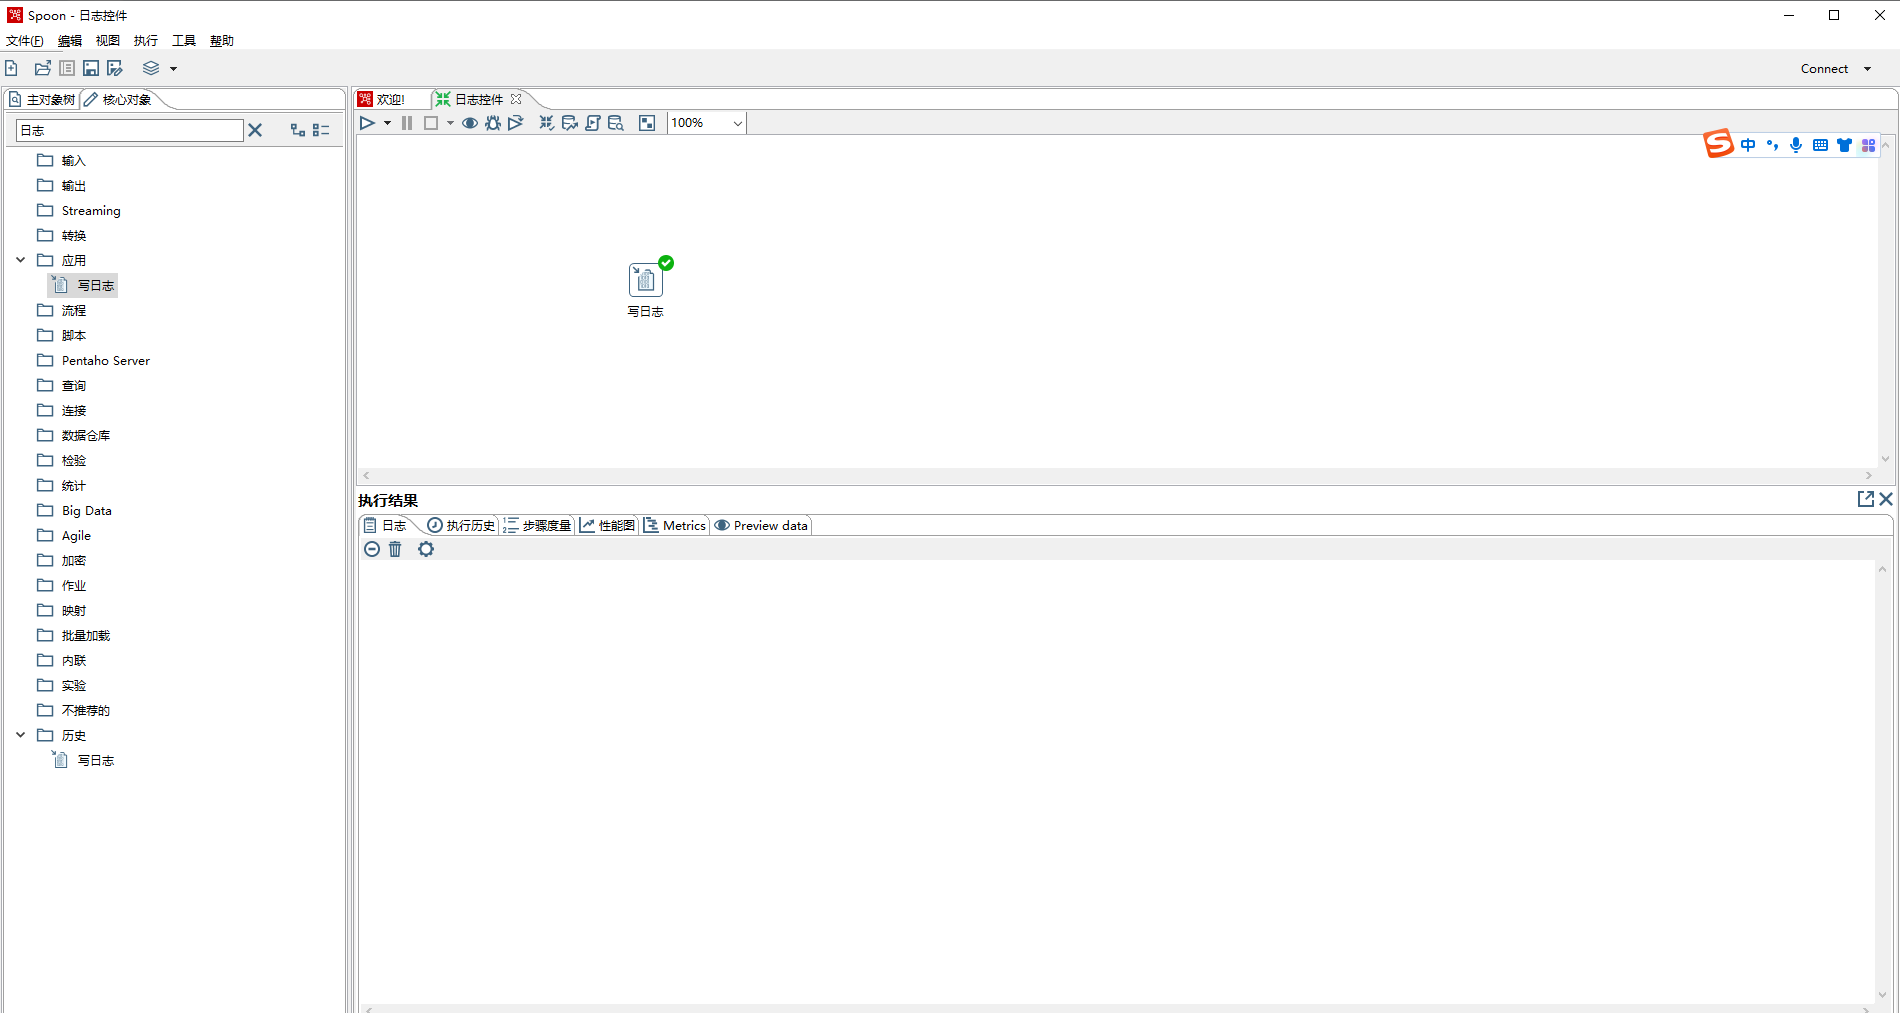 Spoon - 日志控件
文件(F) 编辑 视图 执行 工具 帮助
Connect
主对象树 核心对象
日志
输入
输出
Streaming
转换
应用
写日志
流程
脚本
Pentaho Server
查询
连接
数据仓库
检验
统计
Big Data
Agile
加密
作业
映射
批量加载
内联
实验
不推荐的
历史
写日志
欢迎! 日志控件
100%
中
写日志
执行结果
日志 执行历史 步骤度量 性能图 Metrics Preview data